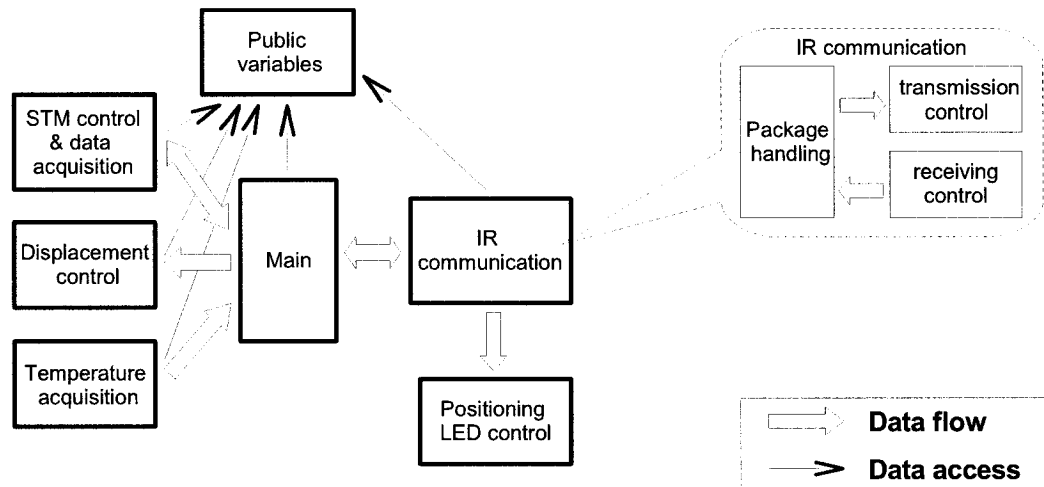 Public
variables
STM control
& data
acquisition
Displacement
control
Temperature
acquisition
Main
IR
communication
Positioning
LED control
IR communication
Package
handling
transmission
control
receiving
control
Data flow
Data access